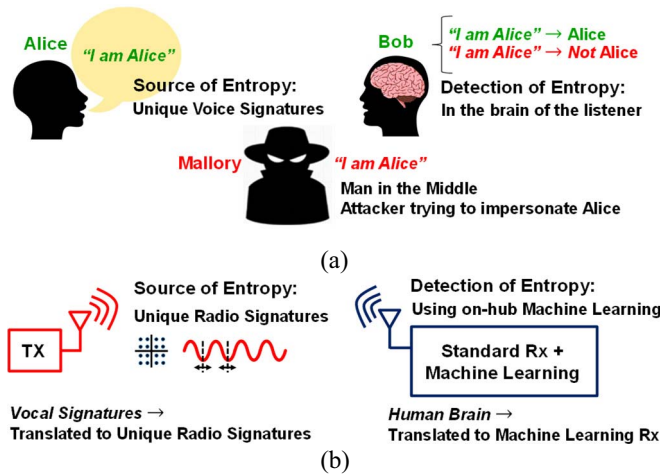 Alice
"I am Alice"
Source of Entropy:
Unique Voice Signatures
Bob
"I am Alice" → Alice
"I am Alice" → Not Alice
Detection of Entropy:
In the brain of the listener
Mallory
"I am Alice"
Man in the Middle
Attacker trying to impersonate Alice
(a)
TX
Source of Entropy:
Unique Radio Signatures
Vocal Signatures →
Translated to Unique Radio Signatures
Detection of Entropy:
Using on-hub Machine Learning
Standard Rx +
Machine Learning
Human Brain →
Translated to Machine Learning Rx
(b)